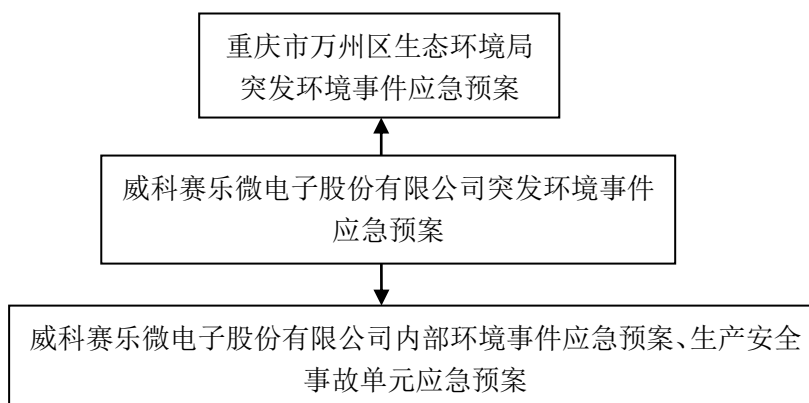 重庆市万州区生态环境局
突发环境事件应急预案
威科赛乐微电子股份有限公司突发环境事件
应急预案
威科赛乐微电子股份有限公司内部环境事件应急预案、生产安全
事故单元应急预案